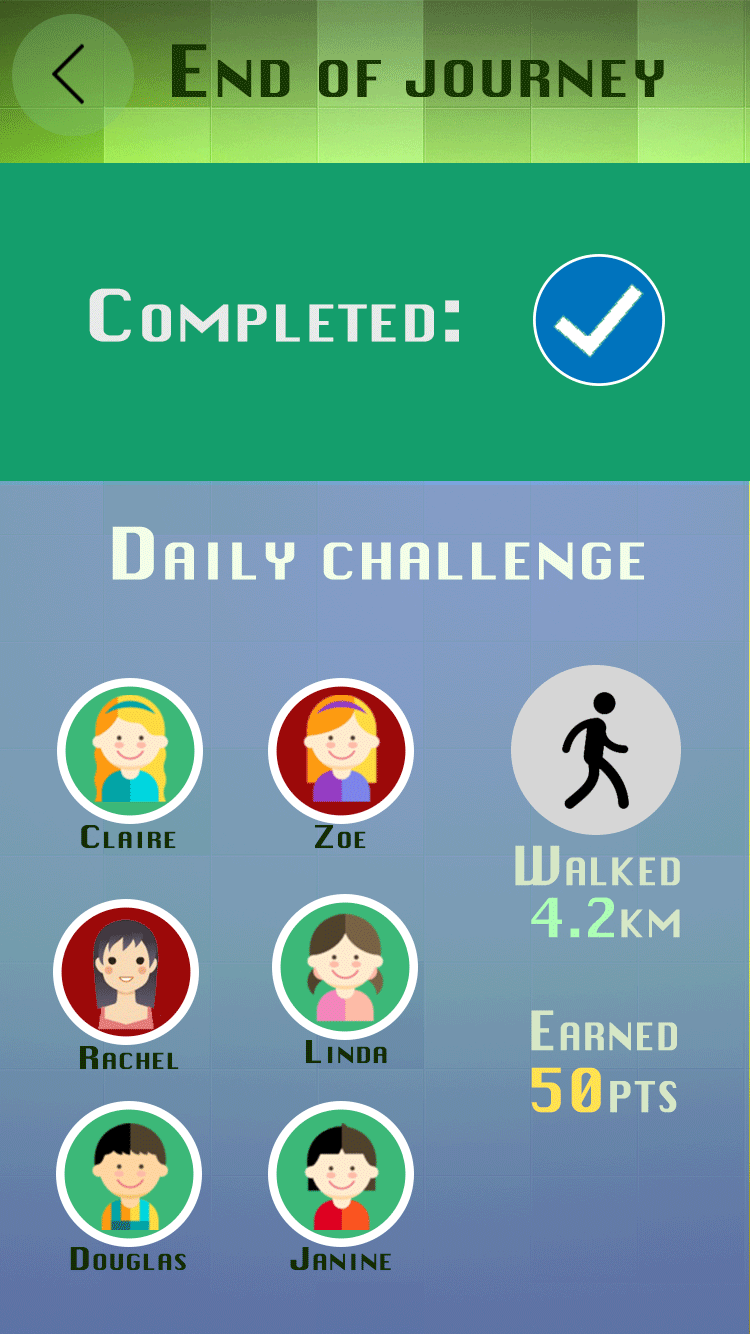 End of journey
Completed:
Daily challenge
Claire
Zoe
Walked
4.2km
Rachel
Linda
Earned
50pts
Douglas
Janine